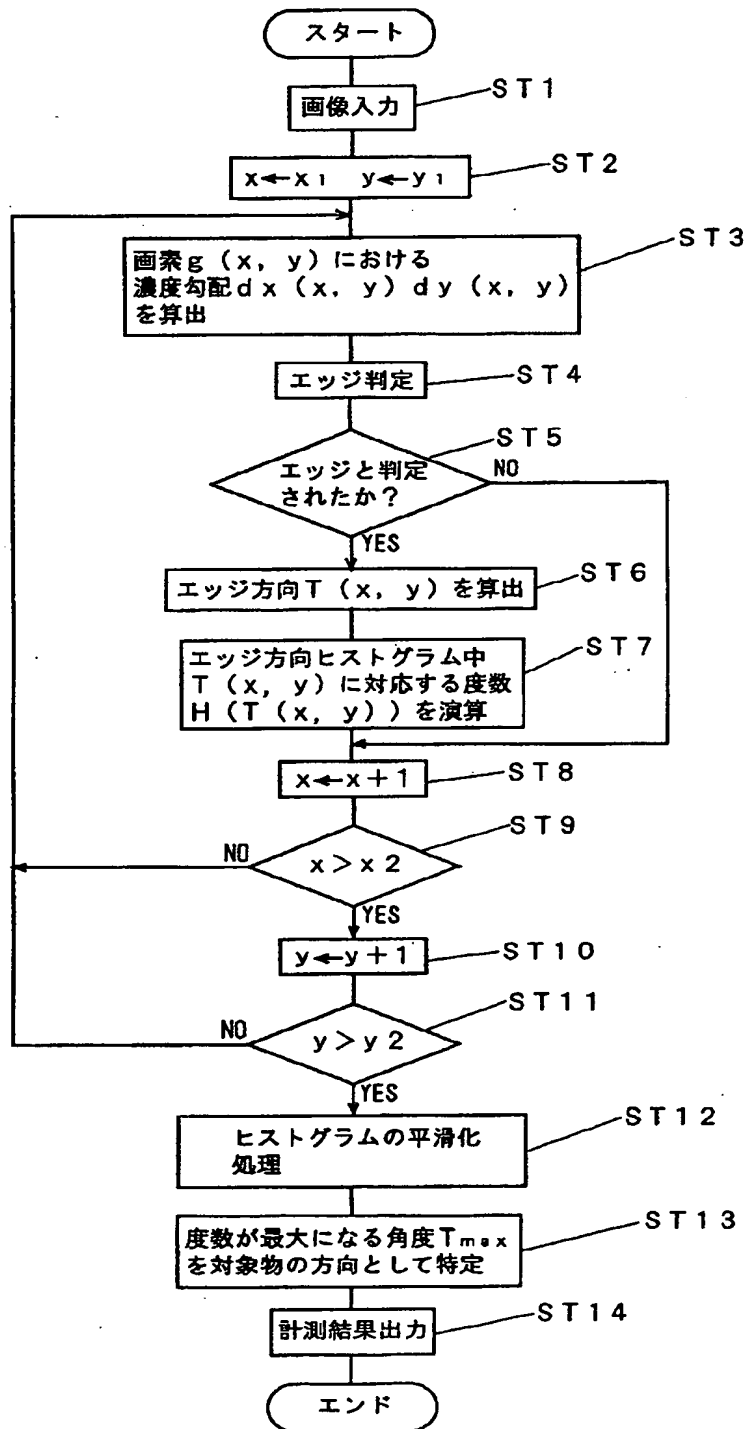 スタート
画像入力
ST1
x←x1 y←y1
ST2
画素g(x, y)における
濃度勾配dx(x, y)dy(x, y)
を算出
ST3
エッジ判定
ST4
エッジと判定
されたか?
ST5
NO
YES
エッジ方向T(x, y)を算出
ST6
エッジ方向ヒストグラム中
T(x, y)に対応する度数
H(T(x, y))を演算
ST7
x←x+1
ST8
x>x2
ST9
NO
YES
y←y+1
ST10
y>y2
ST11
NO
YES
ヒストグラムの平滑化
処理
ST12
度数が最大になる角度Tmax
を対象物の方向として特定
ST13
計測結果出力
ST14
エンド